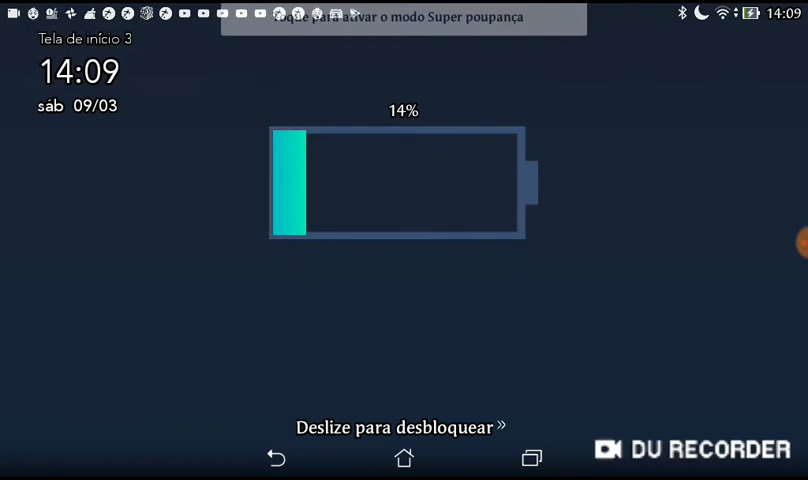 Toque para ativar o modo Super poupança
14:09
Tela de início 3
14:09
sáb 09/03
14%
Deslize para desbloquear »
DU RECORDER